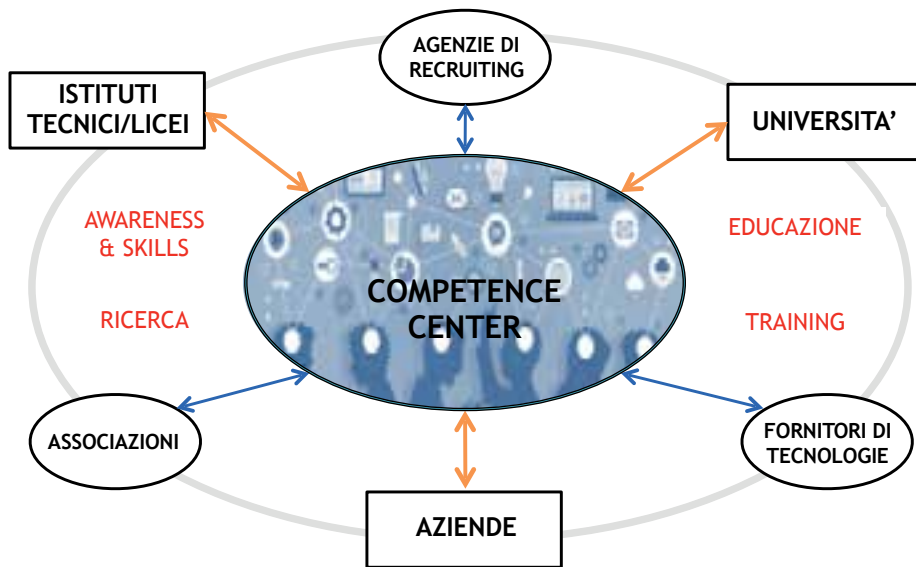 AGENZIE DI
RECRUITING
ISTITUTI
TECNICI/LICEI
UNIVERSITA’
AWARENESS
& SKILLS
EDUCAZIONE
COMPETENCE
CENTER
RICERCA
TRAINING
ASSOCIAZIONI
FORNITORI DI
TECNOLOGIE
AZIENDE